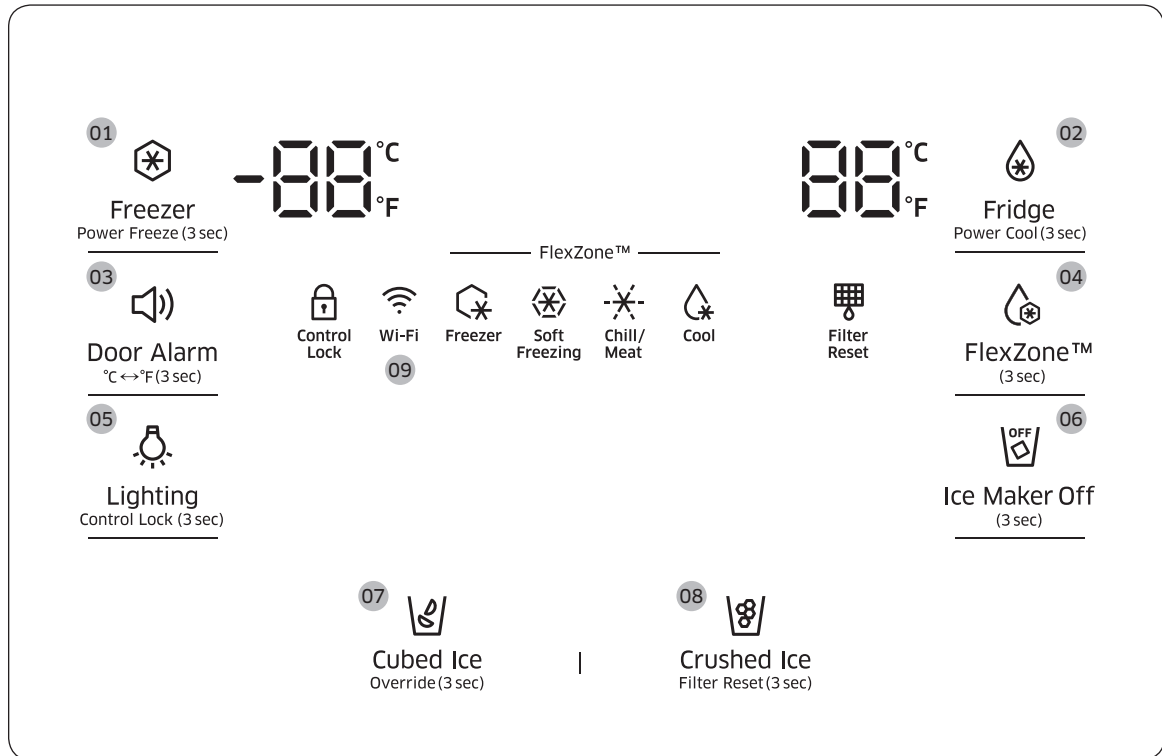 01
Freezer
Power Freeze (3 sec)
-88 °C °F
88 °C °F
02
Fridge
Power Cool (3 sec)
FlexZone™
03
Door Alarm
°C↔°F (3 sec)
Control Lock
Wi-Fi
09
Freezer
Soft Freezing
Chill/ Meat
Cool
Filter Reset
04
FlexZone™
(3 sec)
05
Lighting
Control Lock (3 sec)
06
OFF
Ice Maker Off
(3 sec)
07
Cubed Ice
Override (3 sec)
08
Crushed Ice
Filter Reset (3 sec)